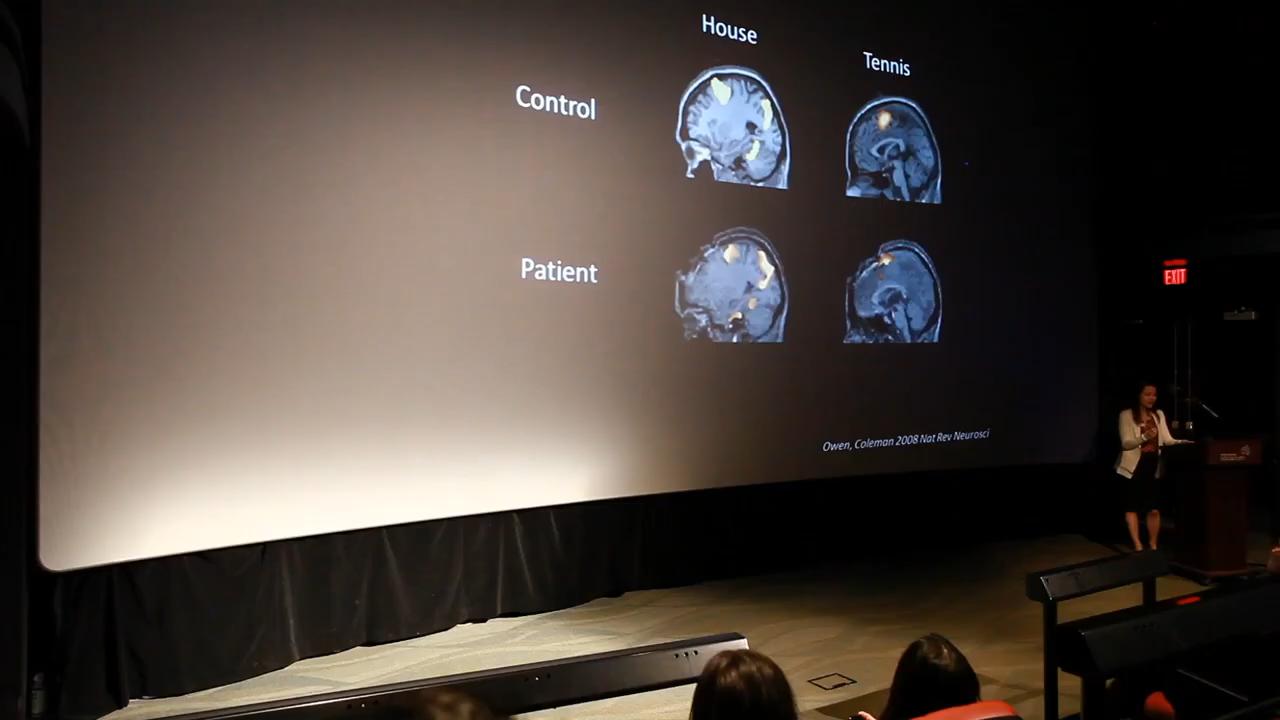 House
Tennis
Control
Patient
Owen, Coleman 2008 Nat Rev Neurosci
EXIT